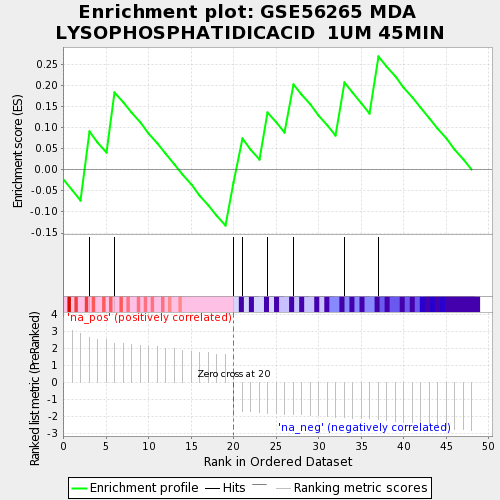 Enrichment plot: GSE56265 MDA
LYSOPHOSPHATIDICACID  1UM 45MIN
Enrichment score (ES)
0.25
0.20
0.15
0.10
0.05
0.00
-0.05
-0.10
-0.15
'na_pos' (positively correlated)
Zero cross at 20
'na_neg' (negatively correlated)
Ranked list metric (PreRanked)
4
3
2
1
0
-1
-2
-3
0 5 10 15 20 25 30 35 40 45 50
Rank in Ordered Dataset
Enrichment profile Hits Ranking metric scores